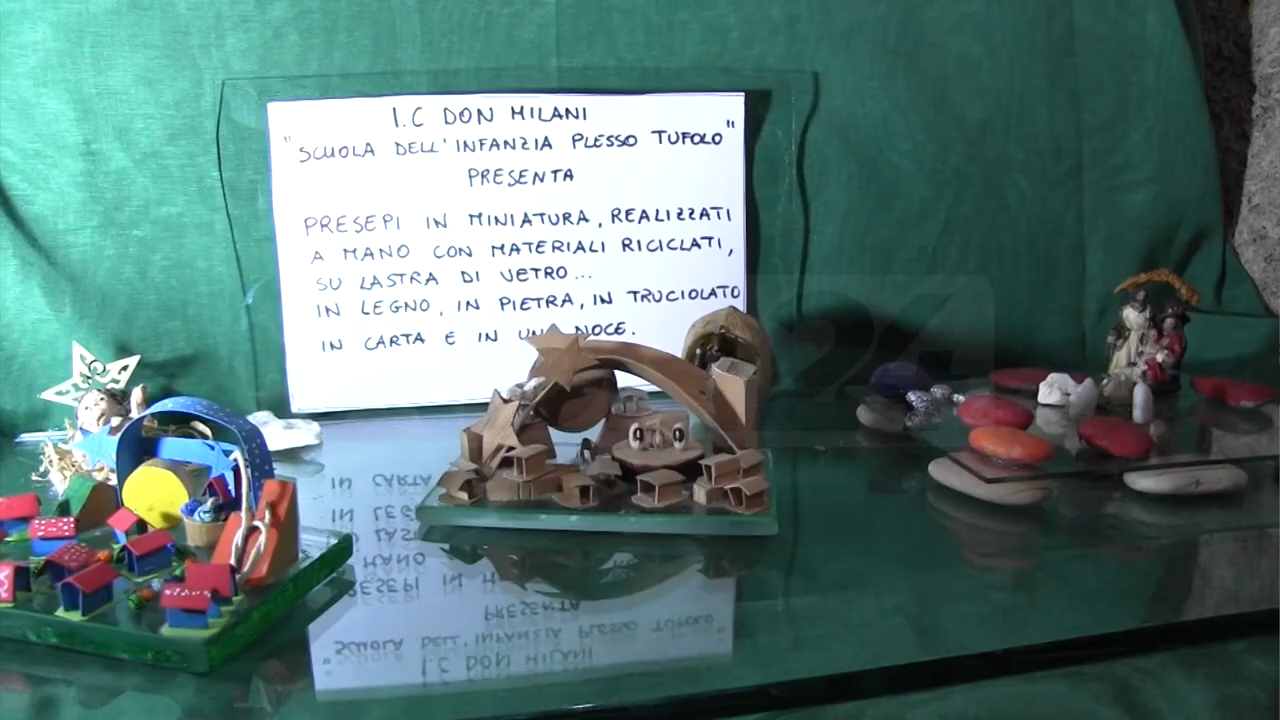 I.C DON MILANI
"SCUOLA DELL'INFANZIA PLESSO TUFOLO"
PRESENTA
PRESEPI IN MINIATURA, REALIZZATI
A MANO CON MATERIALI RICICLATI,
SU LASTRA DI VETRO...
IN LEGNO, IN PIETRA, IN TRUCIOLATO
IN CARTA E IN UNA NOCE.
24